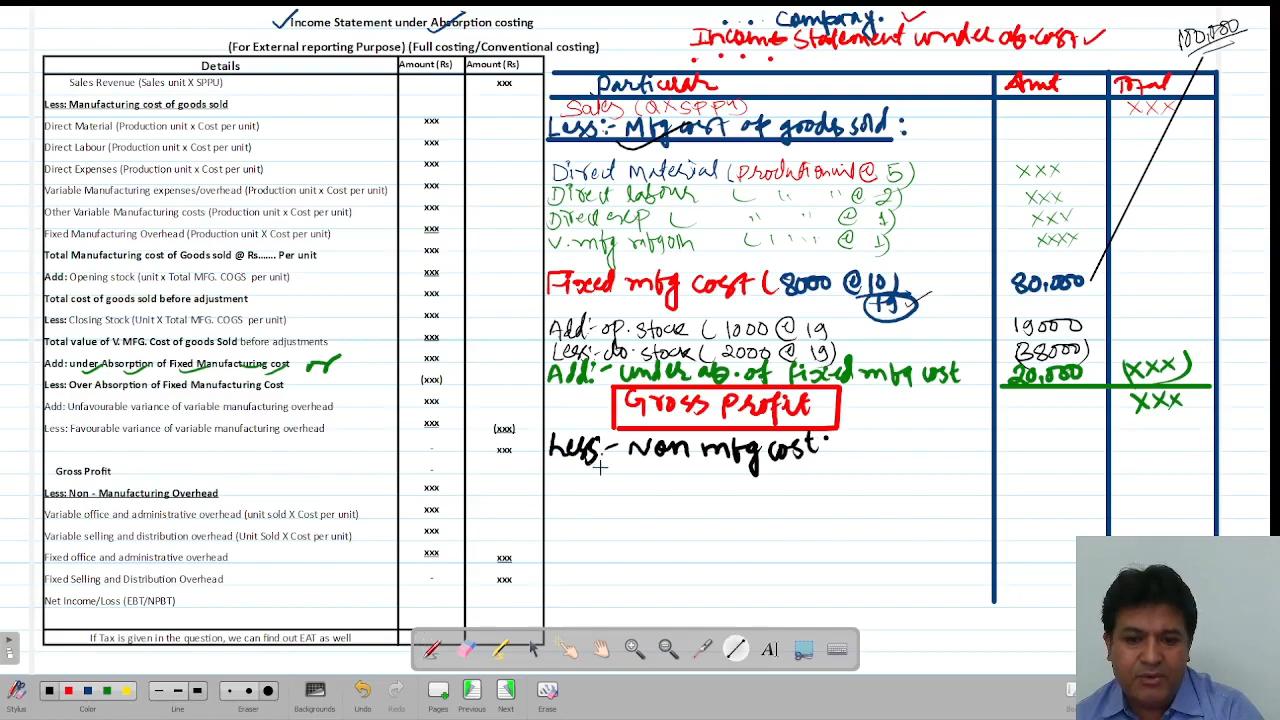 Income Statement under Absorption costing
(For External reporting Purpose) (Full costing/Conventional costing)
Details Amount (Rs) Amount (Rs)
Sales Revenue (Sales unit X SPPU) xxx
Less: Manufacturing cost of goods sold
Direct Material (Production unit x Cost per unit) xxx
Direct Labour (Production unit x Cost per unit) xxx
Direct Expenses (Production unit X Cost per unit) xxx
Variable Manufacturing expenses/overhead (Production unit x Cost per unit) xxx
Other Variable Manufacturing costs (Production unit X Cost per unit) xxx
Fixed Manufacturing Overhead (Production unit X Cost per unit) xxx
Total Manufacturing cost of Goods sold @ Rs....... Per unit xxx
Add: Opening stock (unit x Total MFG. COGS per unit) xxx
Total cost of goods sold before adjustment xxx
Less: Closing Stock (Unit X Total MFG. COGS per unit) xxx
Total value of V. MFG. Cost of goods Sold before adjustments xxx
Add: under Absorption of Fixed Manufacturing cost or xxx
Less: Over Absorption of Fixed Manufacturing Cost (xxx)
Add: Unfavourable variance of variable manufacturing overhead xxx
Less: Favourable variance of variable manufacturing overhead xxx (xxx)
- xxx
Gross Profit -
Less: Non - Manufacturing Overhead xxx
Variable office and administrative overhead (unit sold X Cost per unit) xxx
Variable selling and distribution overhead (Unit Sold X Cost per unit) xxx
Fixed office and administrative overhead xxx xxx
Fixed Selling and Distribution Overhead - xxx
Net Income/Loss (EBT/NPBT)
If Tax is given in the question, we can find out EAT as well
... Company.
Income Statement under ab. cost
100,000
Particular Amt Total
Sales (Q X SPPU) XXX
Less:- Mfg cost of goods sold:
Direct Material (Production unit @ 5) XXX
Direct labour ( " " @ 2) XXX
Direct exp ( " " @ 1) XXX
V. mfg mfgoth ( " " @ 1) XXXX
Fixed mfg cost (8000 @ 10) 80,000
19
Add:- op. stock (1000 @ 19 19000
Less:- clo. stock (2000 @ 19) (38000)
Add:- under ab. of fixed mfg cost 20,000 (XXX)
Gross Profit XXX
Less:- Non mfg cost.
A|
Stylus Color Line Eraser Backgrounds Undo Redo Pages Previous Next Erase